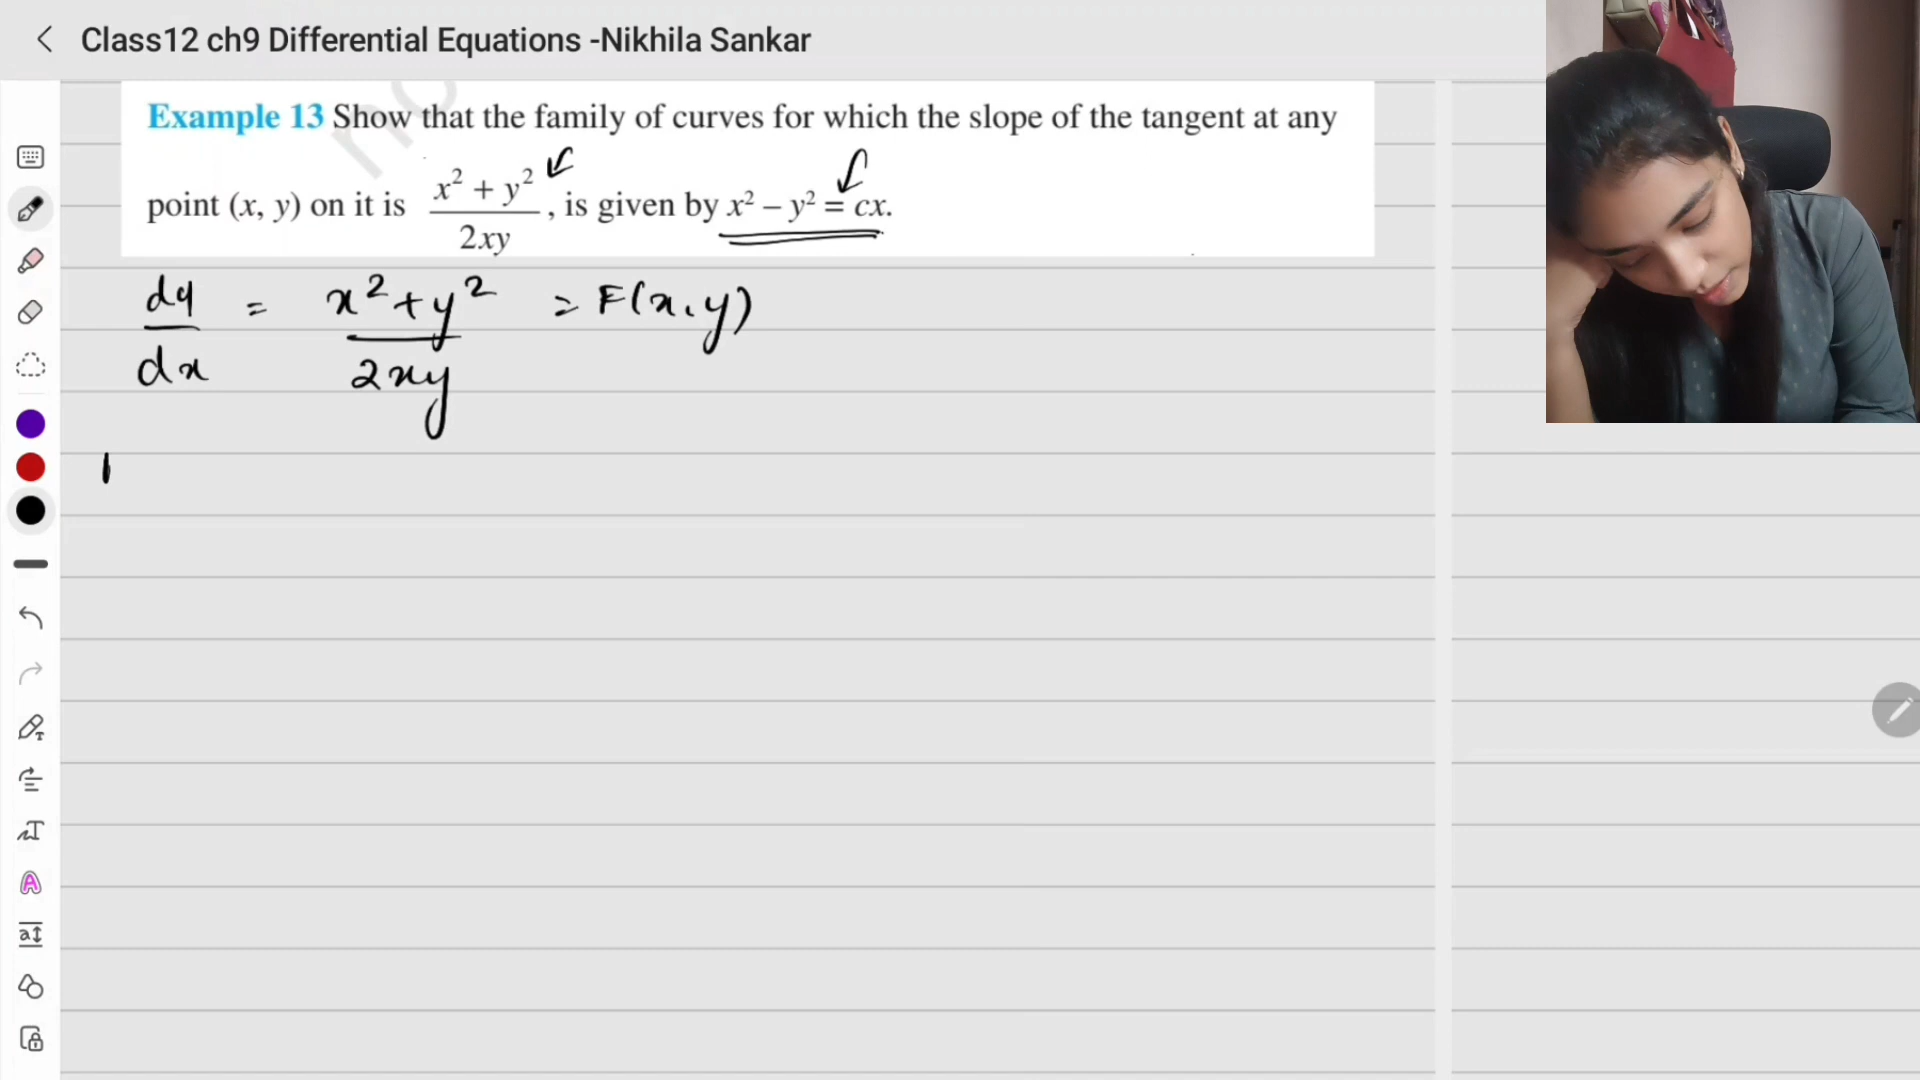 Class12 ch9 Differential Equations -Nikhila Sankar
Example 13 Show that the family of curves for which the slope of the tangent at any
point (x, y) on it is (x² + y²)/(2xy), is given by x² – y² = cx.
dy/dx = (x²+y²)/(2xy) = F(x,y)